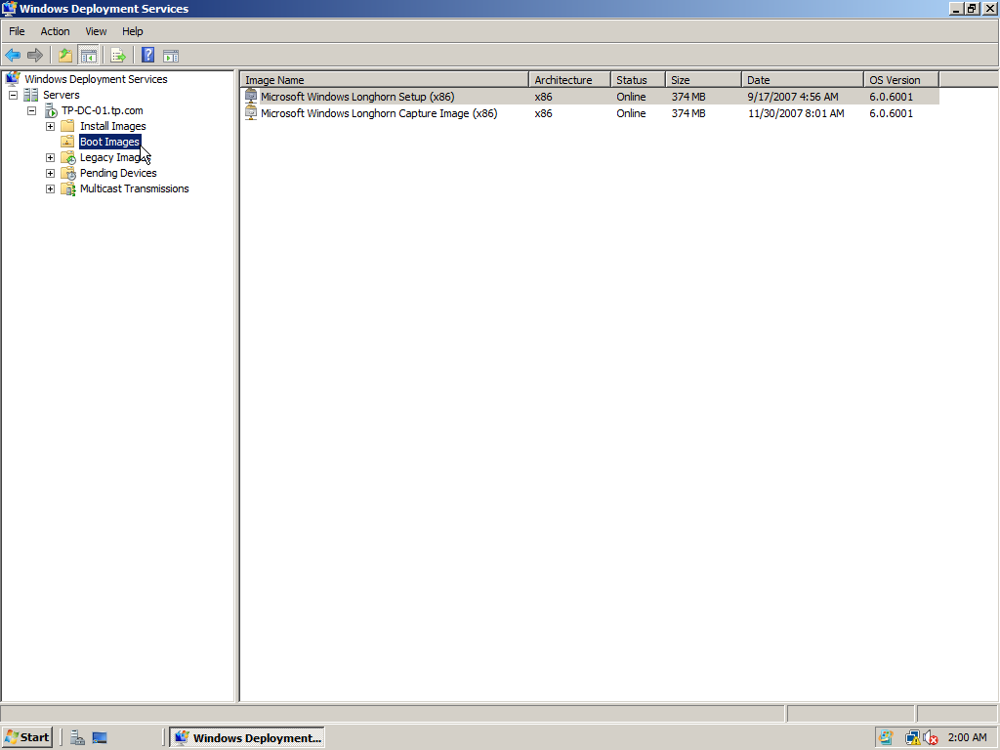 Windows Deployment Services
File Action View Help
Windows Deployment Services
Servers
TP-DC-01.tp.com
Install Images
Boot Images
Legacy Images
Pending Devices
Multicast Transmissions
Image Name Architecture Status Size Date OS Version
Microsoft Windows Longhorn Setup (x86) x86 Online 374 MB 9/17/2007 4:56 AM 6.0.6001
Microsoft Windows Longhorn Capture Image (x86) x86 Online 374 MB 11/30/2007 8:01 AM 6.0.6001
Start Windows Deployment... 2:00 AM